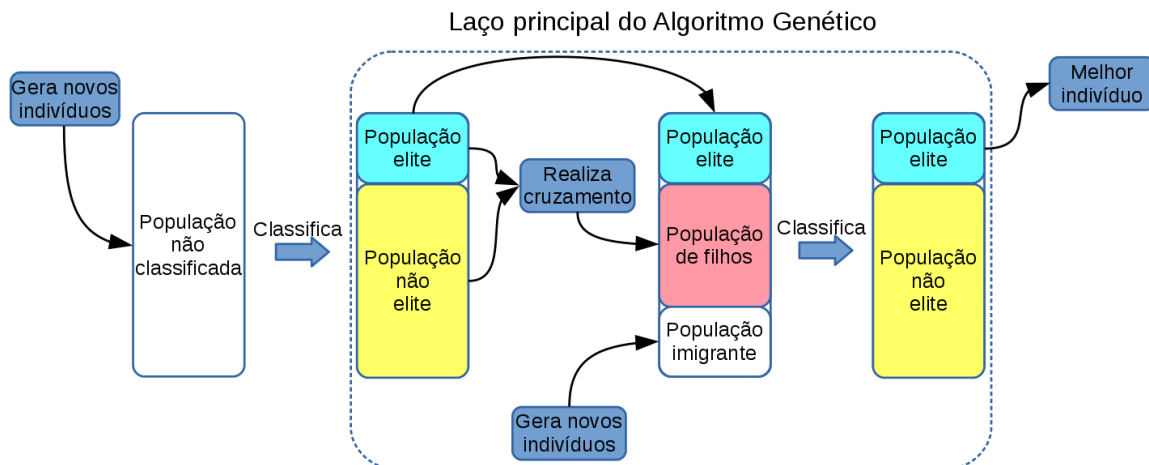 Laço principal do Algoritmo Genético
Gera novos
indivíduos
População
não
classificada
Classifica
População
elite
População
não
elite
Realiza
cruzamento
População
elite
População
de filhos
População
imigrante
Gera novos
indivíduos
Classifica
População
elite
População
não
elite
Melhor
indivíduo